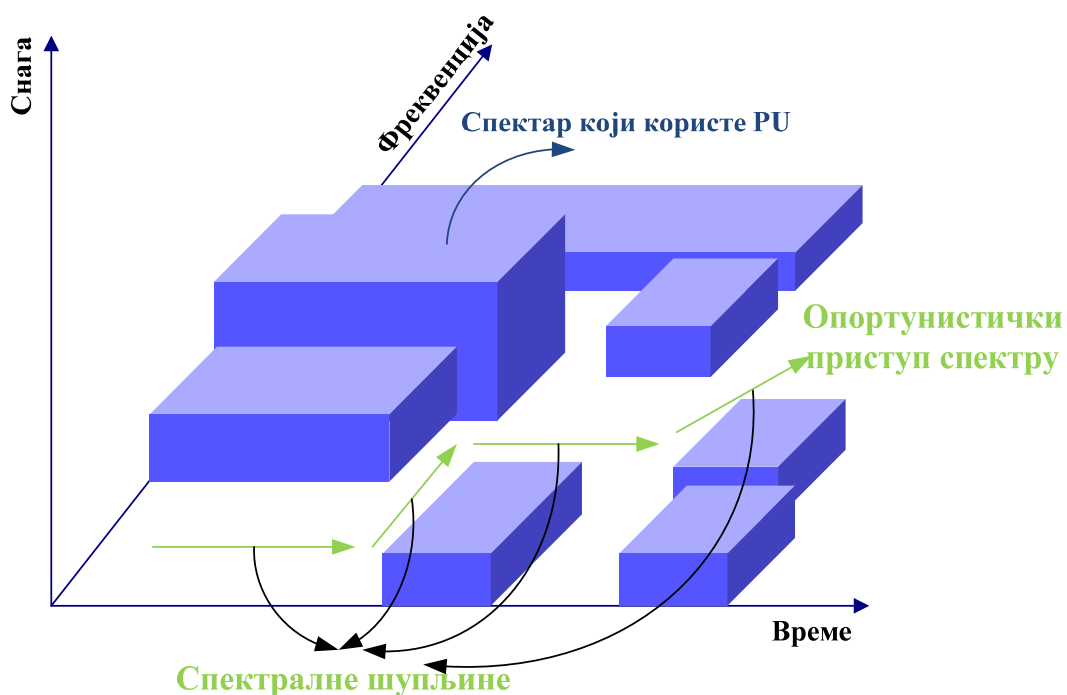 Снага
Фреквенција
Спектар који користе PU
Опортунистички
приступ спектру
Време
Спектралне шупљине